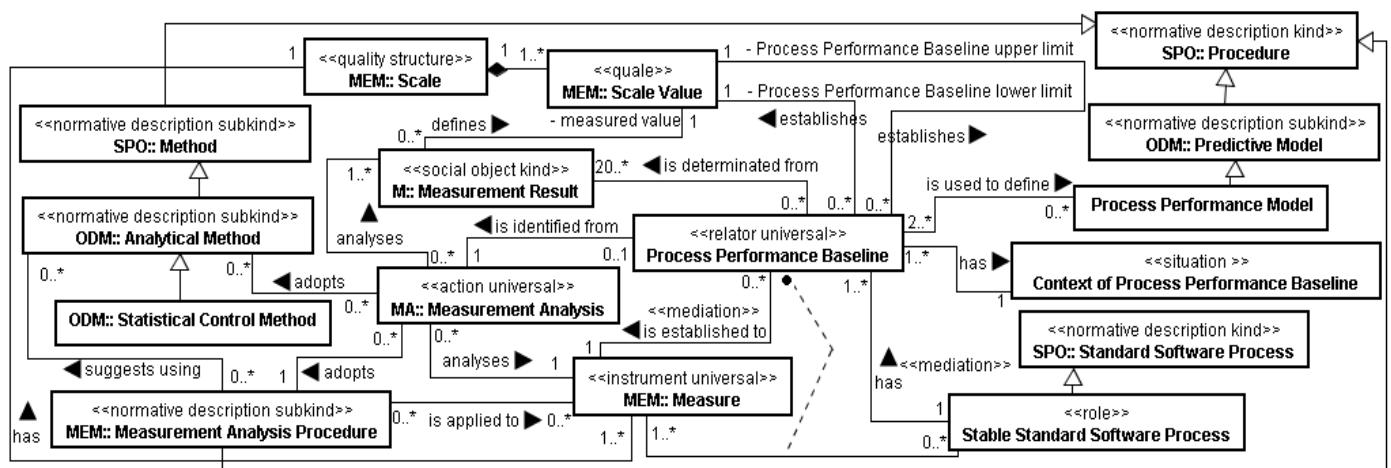 <<normative description kind>>
SPO:: Procedure
1
<<quality structure>>
MEM:: Scale
1
1..*
<<quale>>
MEM:: Scale Value
1
- Process Performance Baseline upper limit
1
- Process Performance Baseline lower limit
<<normative description subkind>>
SPO:: Method
defines
0..*
- measured value
1
establishes
establishes
<<normative description subkind>>
ODM:: Predictive Model
1..*
<<social object kind>>
M:: Measurement Result
20..*
is determinated from
0..*
0..*
0..*
is used to define
2..*
0..*
Process Performance Model
<<normative description subkind>>
ODM:: Analytical Method
analyses
0..*
is identified from
1
0..1
<<relator universal>>
Process Performance Baseline
1..*
has
1
<<situation >>
Context of Process Performance Baseline
0..*
0..*
adopts
0..*
<<action universal>>
MA:: Measurement Analysis
0..*
1..*
ODM:: Statistical Control Method
<<mediation>>
is established to
1
<<normative description kind>>
SPO:: Standard Software Process
0..*
0..*
analyses
1
suggests using
0..*
1
adopts
<<mediation>>
has
1
<<instrument universal>>
MEM:: Measure
<<normative description subkind>>
MEM:: Measurement Analysis Procedure
0..*
is applied to
0..*
<<role>>
Stable Standard Software Process
has
1..*
1..*
0..*